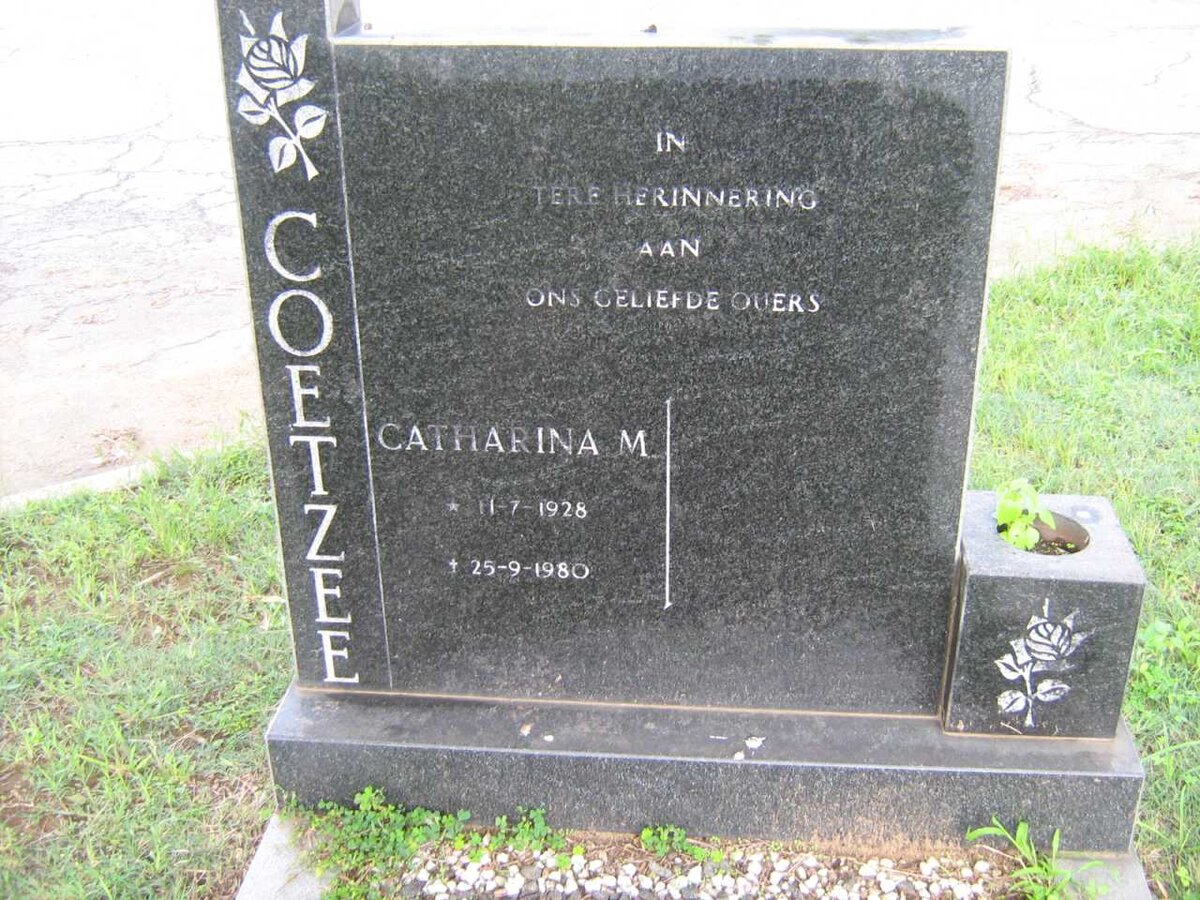 COETZEE
IN
TERE HERINNERING
AAN
ONS GELIEFDE OUERS
CATHARINA M.
* 11-7-1928
† 25-9-1980